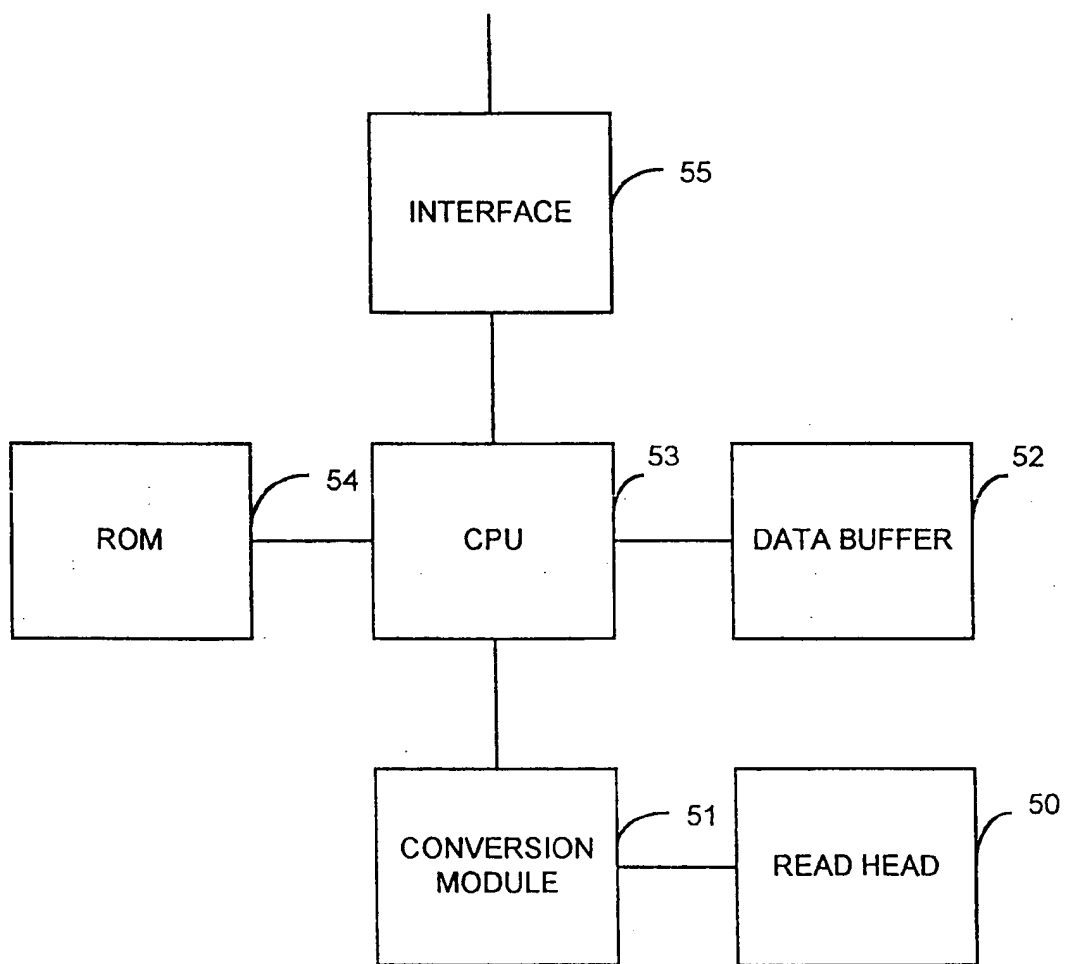 INTERFACE
55
ROM
54
CPU
53
DATA BUFFER
52
CONVERSION
MODULE
51
READ HEAD
50